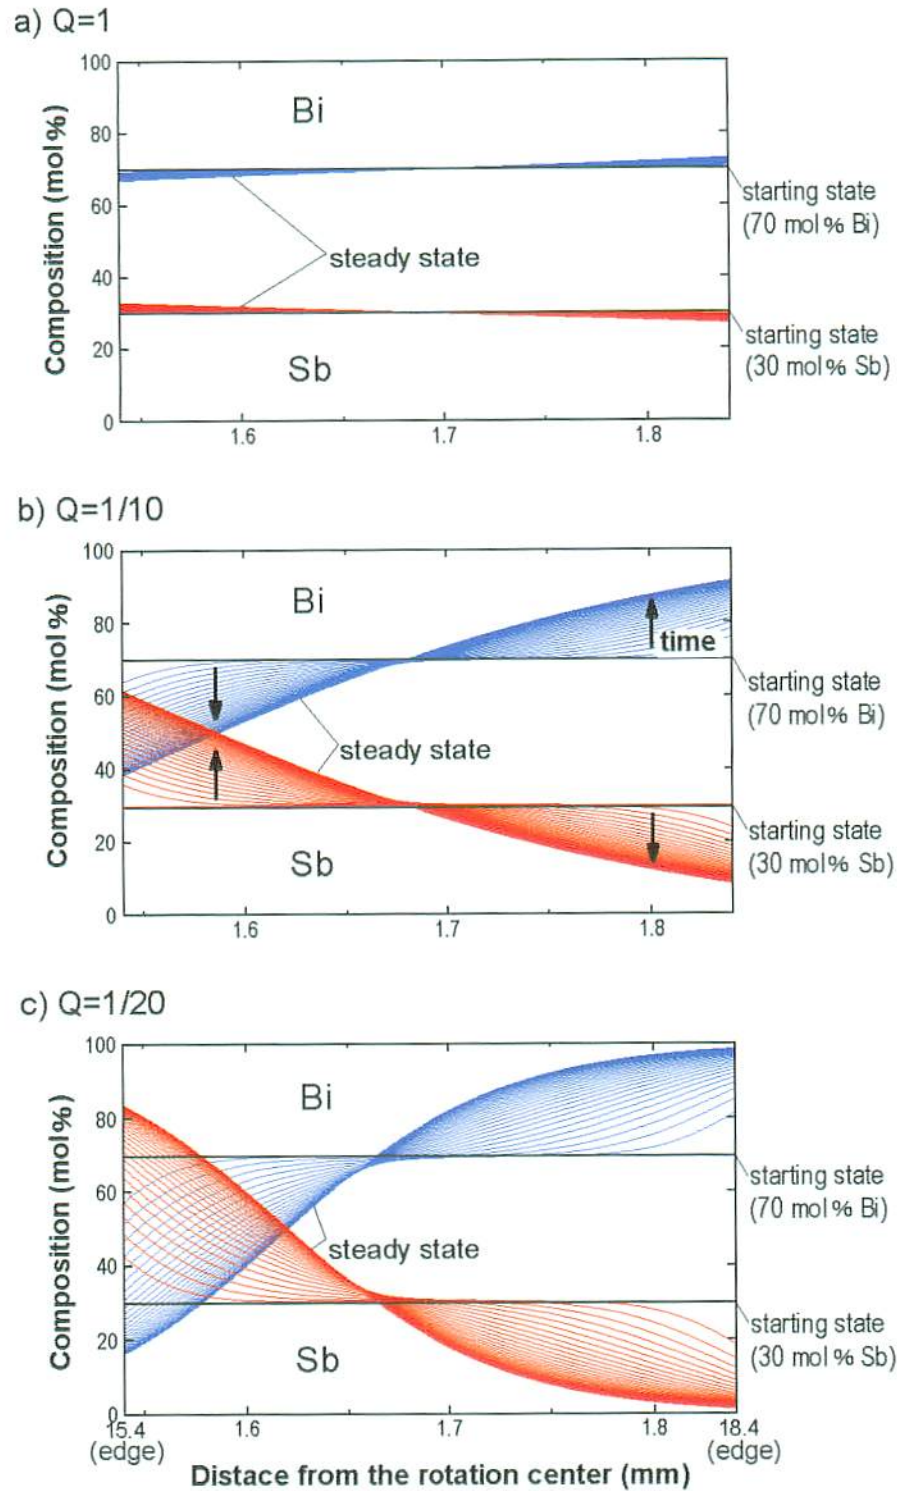 a) Q=1
100
80
60
40
20
0
Composition (mol%)
Bi
steady state
Sb
starting state
(70 mol% Bi)
starting state
(30 mol% Sb)
1.6
1.7
1.8
b) Q=1/10
100
80
60
40
20
0
Composition (mol%)
Bi
time
steady state
Sb
starting state
(70 mol% Bi)
starting state
(30 mol% Sb)
1.6
1.7
1.8
c) Q=1/20
100
80
60
40
20
0
Composition (mol%)
Bi
steady state
Sb
starting state
(70 mol% Bi)
starting state
(30 mol% Sb)
15.4
(edge)
1.6
1.7
1.8
18.4
(edge)
Distace from the rotation center (mm)